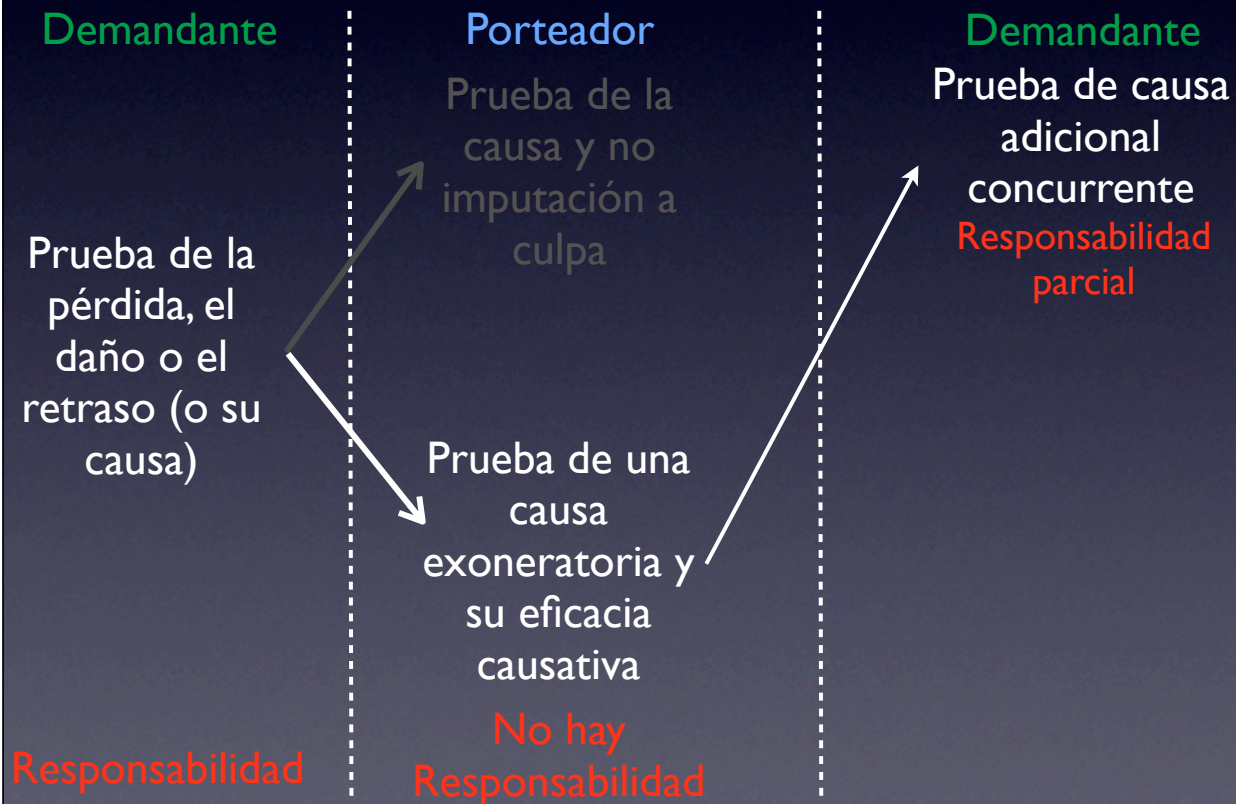 Demandante
Prueba de la
pérdida, el
daño o el
retraso (o su
causa)
Responsabilidad
Porteador
Prueba de la
causa y no
imputación a
culpa
Prueba de una
causa
exoneratoria y
su eficacia
causativa
No hay
Responsabilidad
Demandante
Prueba de causa
adicional
concurrente
Responsabilidad
parcial